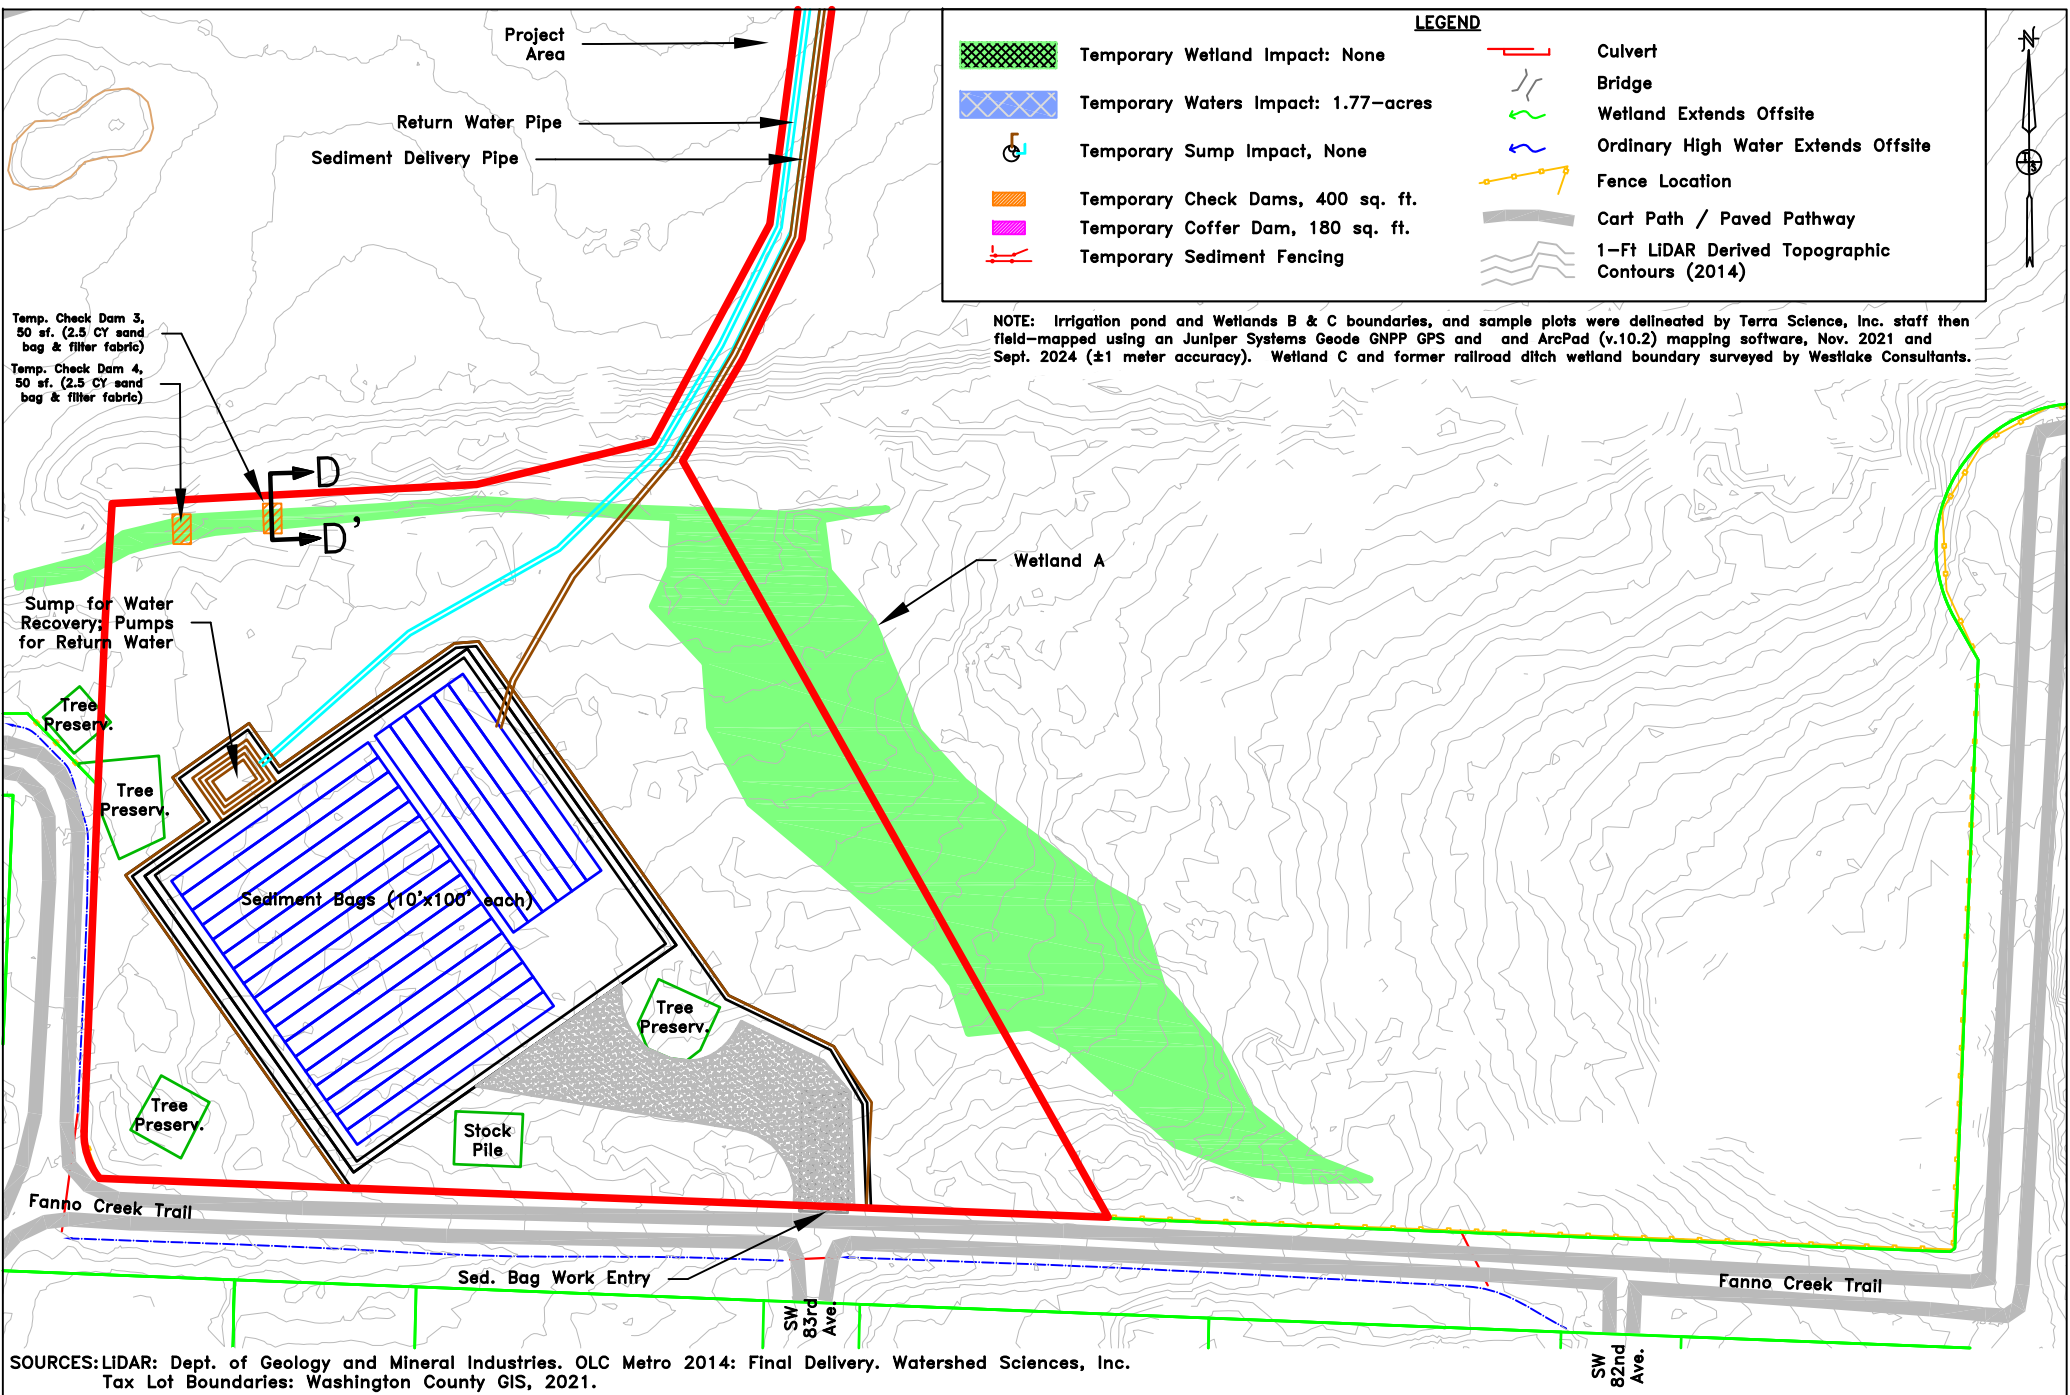 Project
Area
Return Water Pipe
Sediment Delivery Pipe
LEGEND
Temporary Wetland Impact: None
Temporary Waters Impact: 1.77-acres
Temporary Sump Impact, None
Temporary Check Dams, 400 sq. ft.
Temporary Coffer Dam, 180 sq. ft.
Temporary Sediment Fencing
Culvert
Bridge
Wetland Extends Offsite
Ordinary High Water Extends Offsite
Fence Location
Cart Path / Paved Pathway
1-Ft LiDAR Derived Topographic
Contours (2014)
N
NOTE: Irrigation pond and Wetlands B & C boundaries, and sample plots were delineated by Terra Science, Inc. staff then
field-mapped using an Juniper Systems Geode GNPP GPS and and ArcPad (v.10.2) mapping software, Nov. 2021 and
Sept. 2024 (±1 meter accuracy). Wetland C and former railroad ditch wetland boundary surveyed by Westlake Consultants.
Temp. Check Dam 3,
50 sf. (2.5 CY sand
bag & filter fabric)
Temp. Check Dam 4,
50 sf. (2.5 CY sand
bag & filter fabric)
D
D'
Wetland A
Sump for Water
Recovery; Pumps
for Return Water
Tree
Preserv.
Tree
Preserv.
Sediment Bags (10'x100' each)
Tree
Preserv.
Tree
Preserv.
Stock
Pile
Fanno Creek Trail
Sed. Bag Work Entry
SW
83rd
Ave.
Fanno Creek Trail
SW
82nd
Ave.
SOURCES: LiDAR: Dept. of Geology and Mineral Industries. OLC Metro 2014: Final Delivery. Watershed Sciences, Inc.
Tax Lot Boundaries: Washington County GIS, 2021.